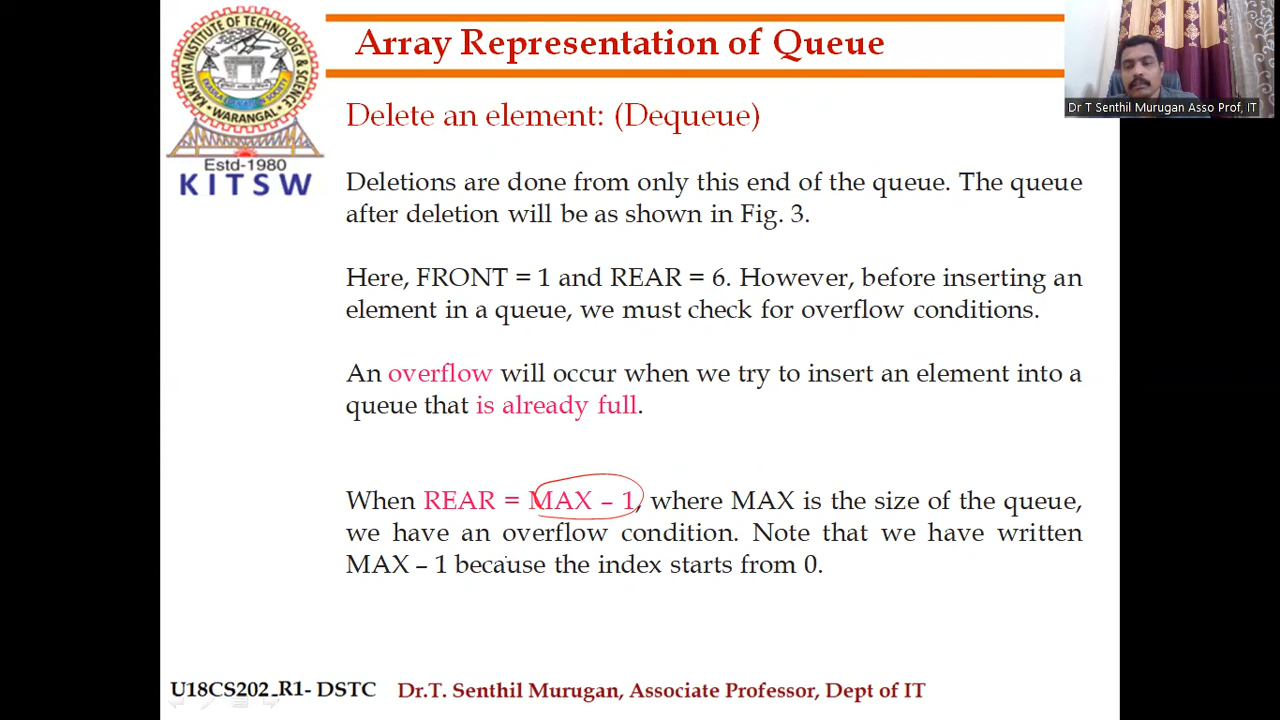 Array Representation of Queue
Dr T Senthil Murugan Asso Prof, IT
KAKATIYA INSTITUTE OF TECHNOLOGY & SCIENCE
WARANGAL
Estd-1980
KITSW
Delete an element: (Dequeue)
Deletions are done from only this end of the queue. The queue
after deletion will be as shown in Fig. 3.
Here, FRONT = 1 and REAR = 6. However, before inserting an
element in a queue, we must check for overflow conditions.
An overflow will occur when we try to insert an element into a
queue that is already full.
When REAR = MAX – 1, where MAX is the size of the queue,
we have an overflow condition. Note that we have written
MAX – 1 because the index starts from 0.
U18CS202_R1- DSTC
Dr.T. Senthil Murugan, Associate Professor, Dept of IT